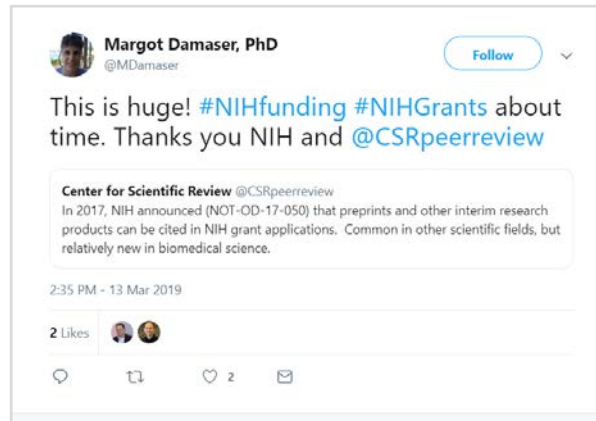 Margot Damaser, PhD
@MDamaser
Follow
This is huge! #NIHfunding #NIHGrants about
time. Thanks you NIH and @CSRpeerreview
Center for Scientific Review @CSRpeerreview
In 2017, NIH announced (NOT-OD-17-050) that preprints and other interim research
products can be cited in NIH grant applications.  Common in other scientific fields, but
relatively new in biomedical science.
2:35 PM - 13 Mar 2019
2 Likes
2